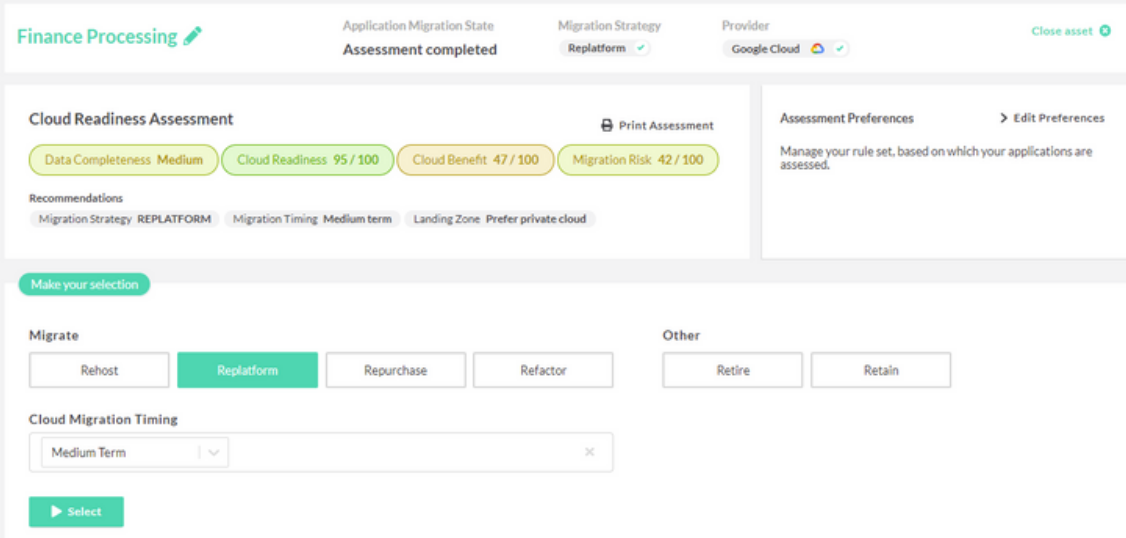 Finance Processing
Application Migration State
Assessment completed
Migration Strategy
Replatform
Provider
Google Cloud
Close asset
Cloud Readiness Assessment
Print Assessment
Data Completeness Medium
Cloud Readiness 95 / 100
Cloud Benefit 47 / 100
Migration Risk 42 / 100
Recommendations
Migration Strategy REPLATFORM
Migration Timing Medium term
Landing Zone Prefer private cloud
Assessment Preferences
Edit Preferences
Manage your rule set, based on which your applications are
assessed.
Make your selection
Migrate
Rehost
Replatform
Repurchase
Refactor
Other
Retire
Retain
Cloud Migration Timing
Medium Term
Select